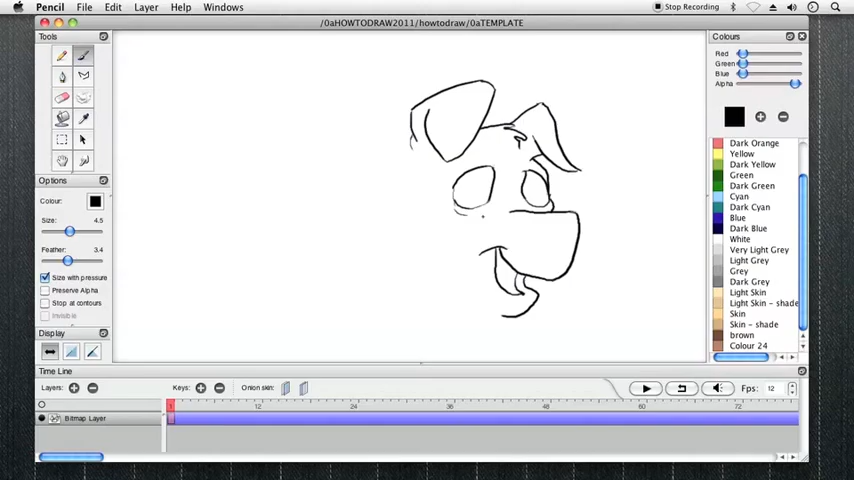 Pencil File Edit Layer Help Windows Stop Recording
/0aHOWTODRAW2011/howtodraw/0aTEMPLATE
Tools
Colours
Red
Green
Blue
Alpha
Dark Orange
Yellow
Dark Yellow
Green
Dark Green
Cyan
Dark Cyan
Blue
Dark Blue
White
Very Light Grey
Light Grey
Grey
Dark Grey
Light Skin
Light Skin - shade
Skin
Skin - shade
brown
Colour 24
Options
Colour:
Size: 4.5
Feather: 3.4
Size with pressure
Preserve Alpha
Stop at contours
Invisible
Display
Time Line
Layers: Keys: Onion skin: Fps: 12
1 12 24 36 48 60 72
Bitmap Layer